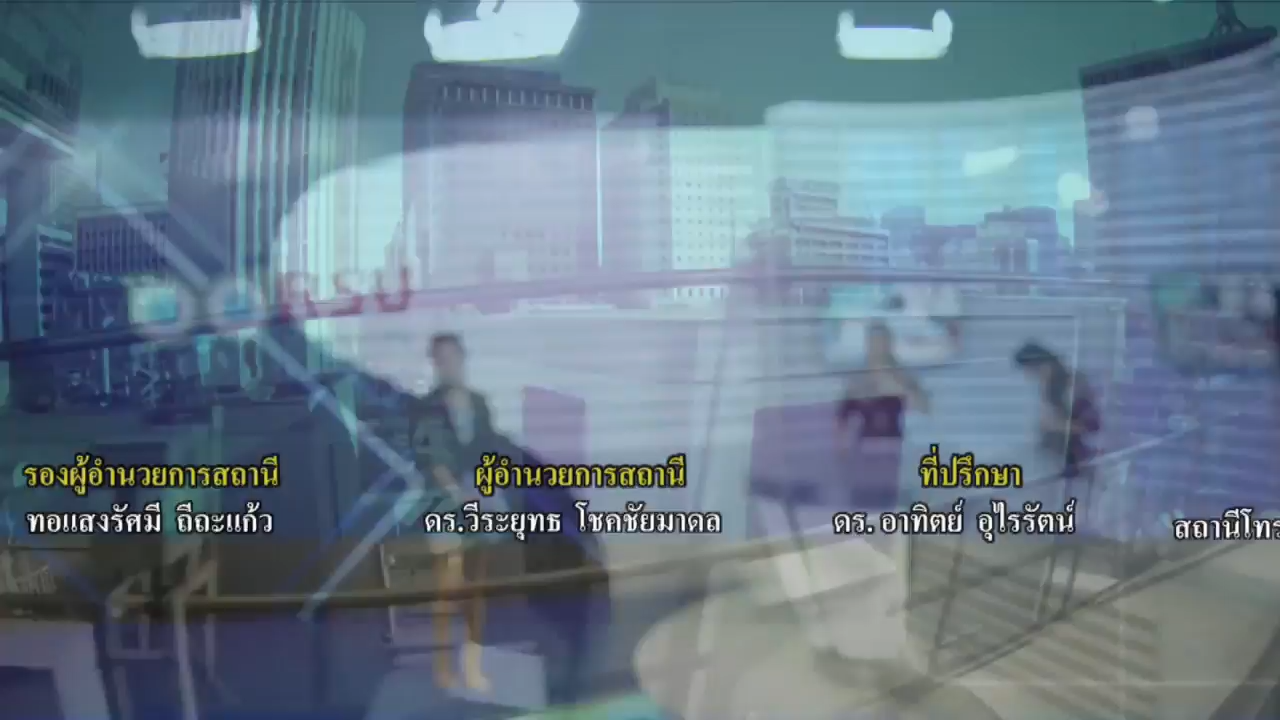 RSU
รองผู้อำนวยการสถานี
ทอแสงรัศมี ถีถะแก้ว
ผู้อำนวยการสถานี
ดร.วีระยุทธ โชคชัยมาดล
ที่ปรึกษา
ดร. อาทิตย์ อุไรรัตน์